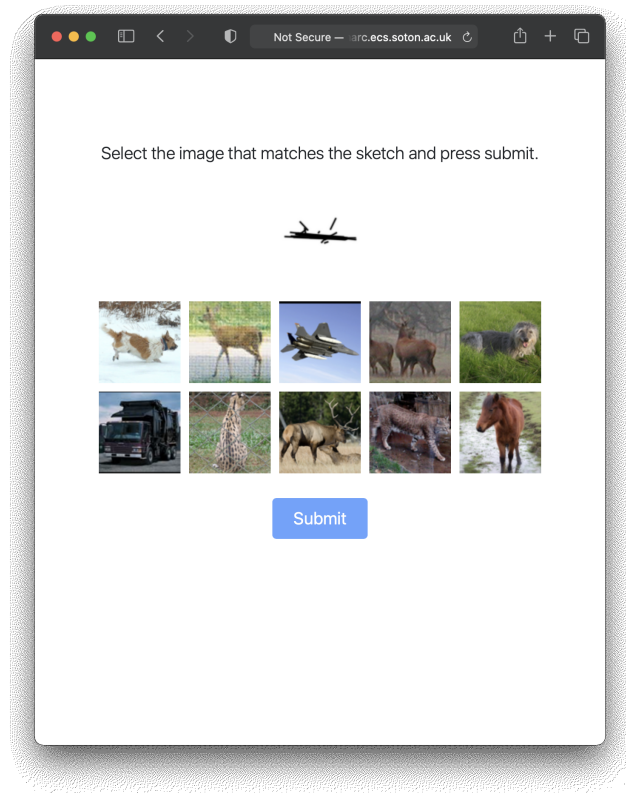 Not Secure — arc.ecs.soton.ac.uk
Select the image that matches the sketch and press submit.
Submit